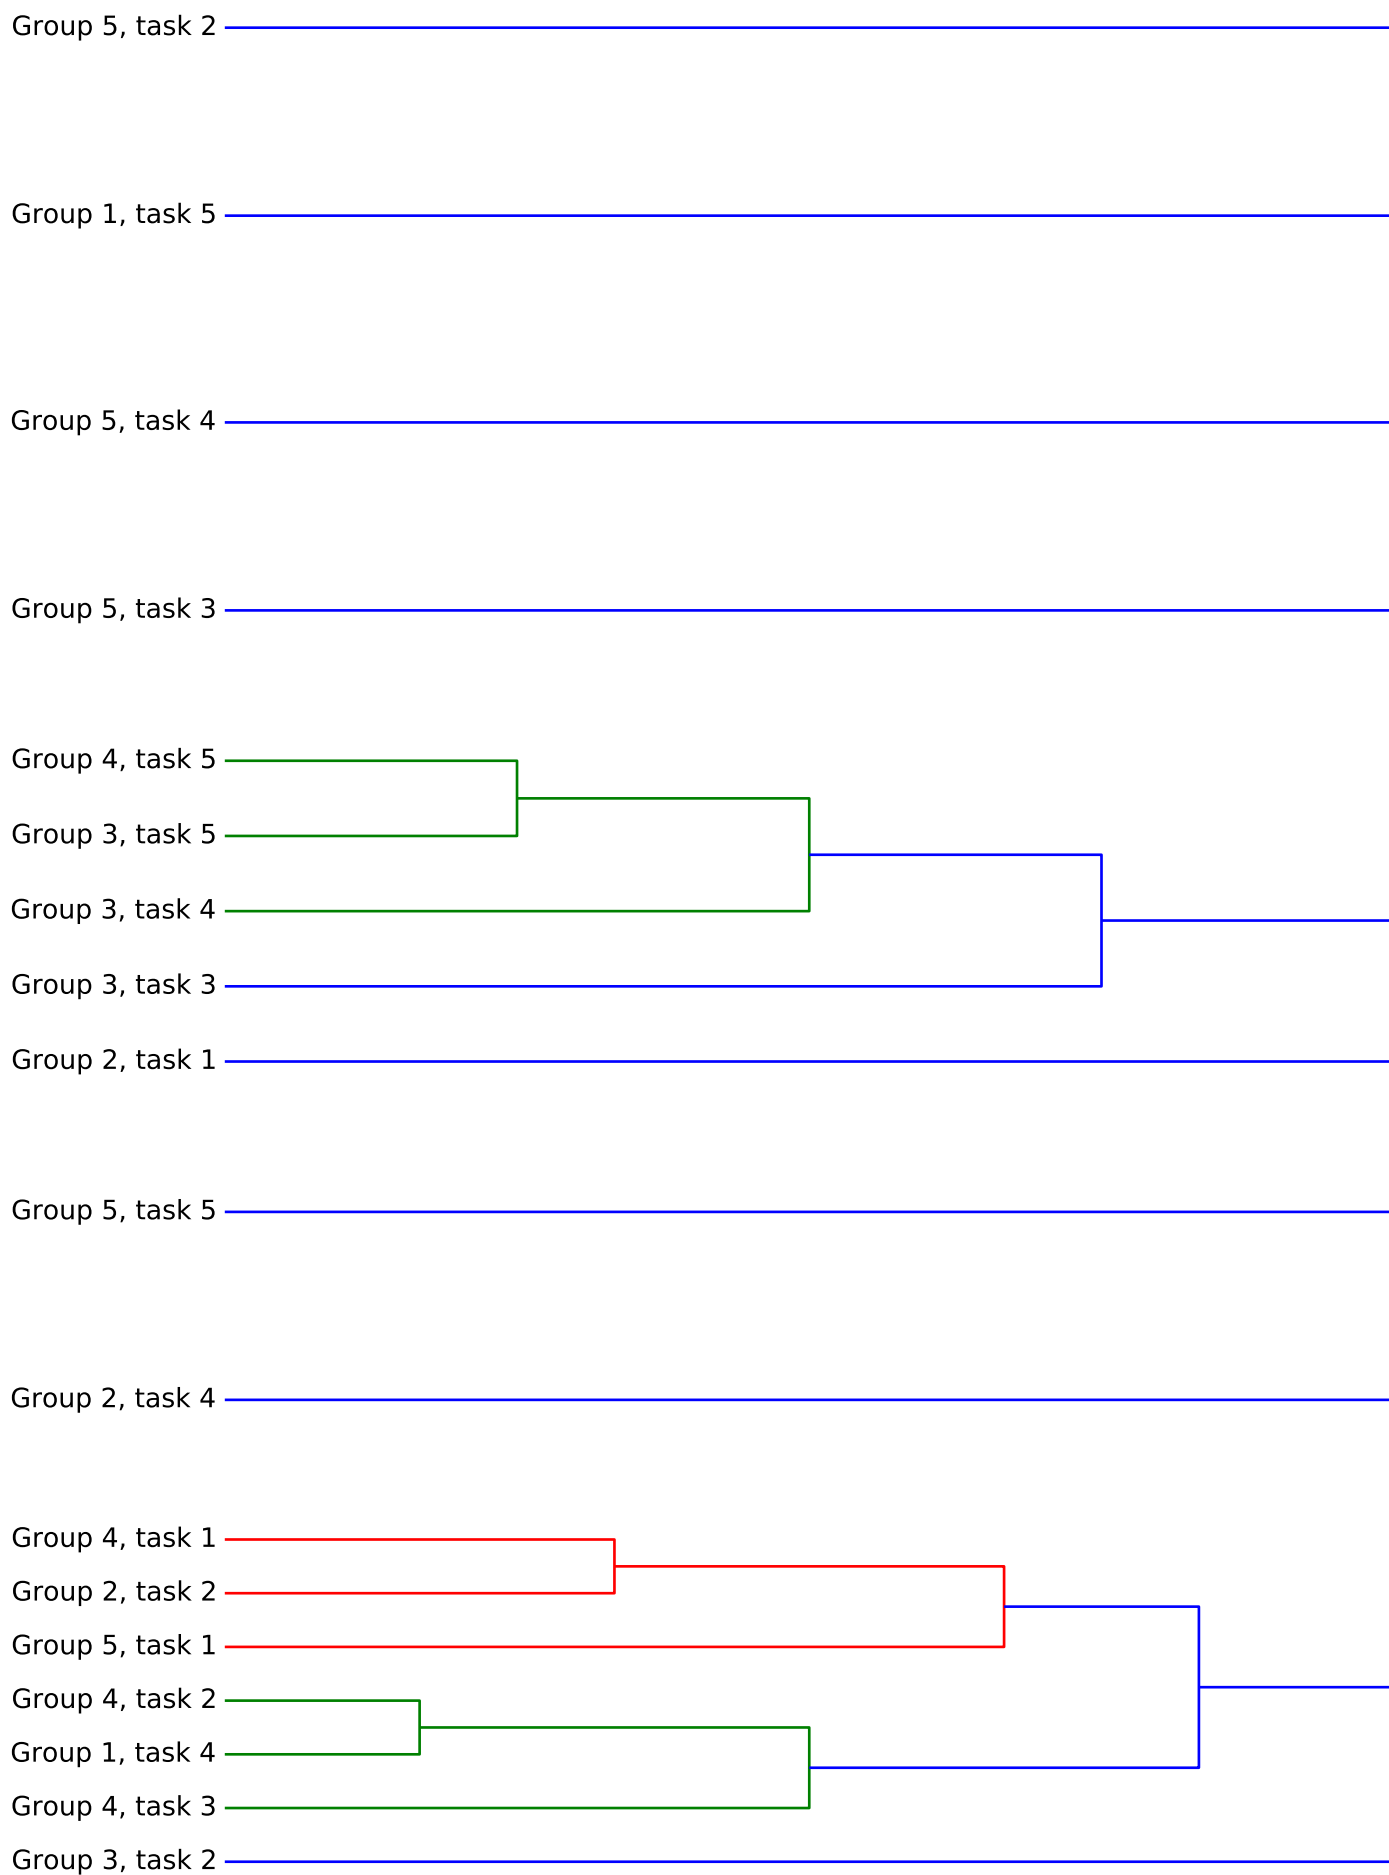 Group 5, task 2
Group 1, task 5
Group 5, task 4
Group 5, task 3
Group 4, task 5
Group 3, task 5
Group 3, task 4
Group 3, task 3
Group 2, task 1
Group 5, task 5
Group 2, task 4
Group 4, task 1
Group 2, task 2
Group 5, task 1
Group 4, task 2
Group 1, task 4
Group 4, task 3
Group 3, task 2